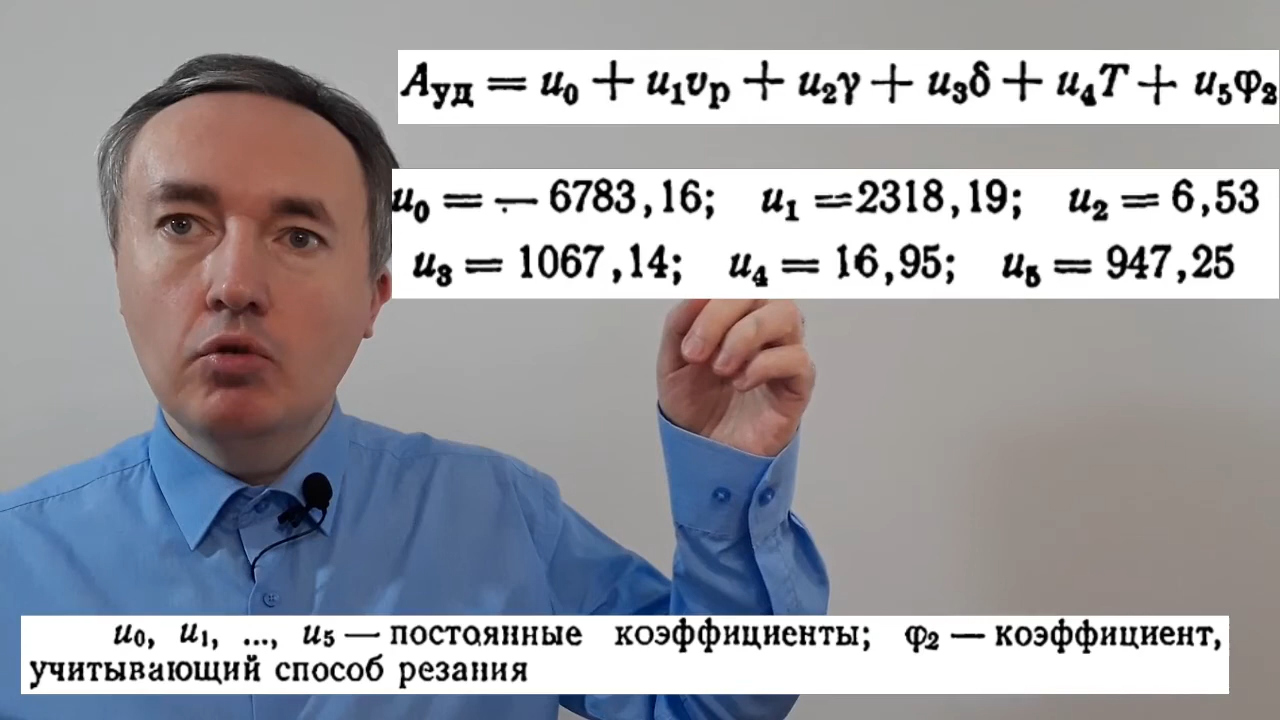 Aуд = u₀ + u₁vр + u₂γ + u₃δ + u₄T + u₅φ₂
u₀ = — 6783,16; u₁ =2318,19; u₂ = 6,53
u₃ = 1067,14; u₄ = 16,95; u₅ = 947,25
u₀, u₁, ..., u₅ — постоянные коэффициенты; φ₂ — коэффициент,
учитывающий способ резания